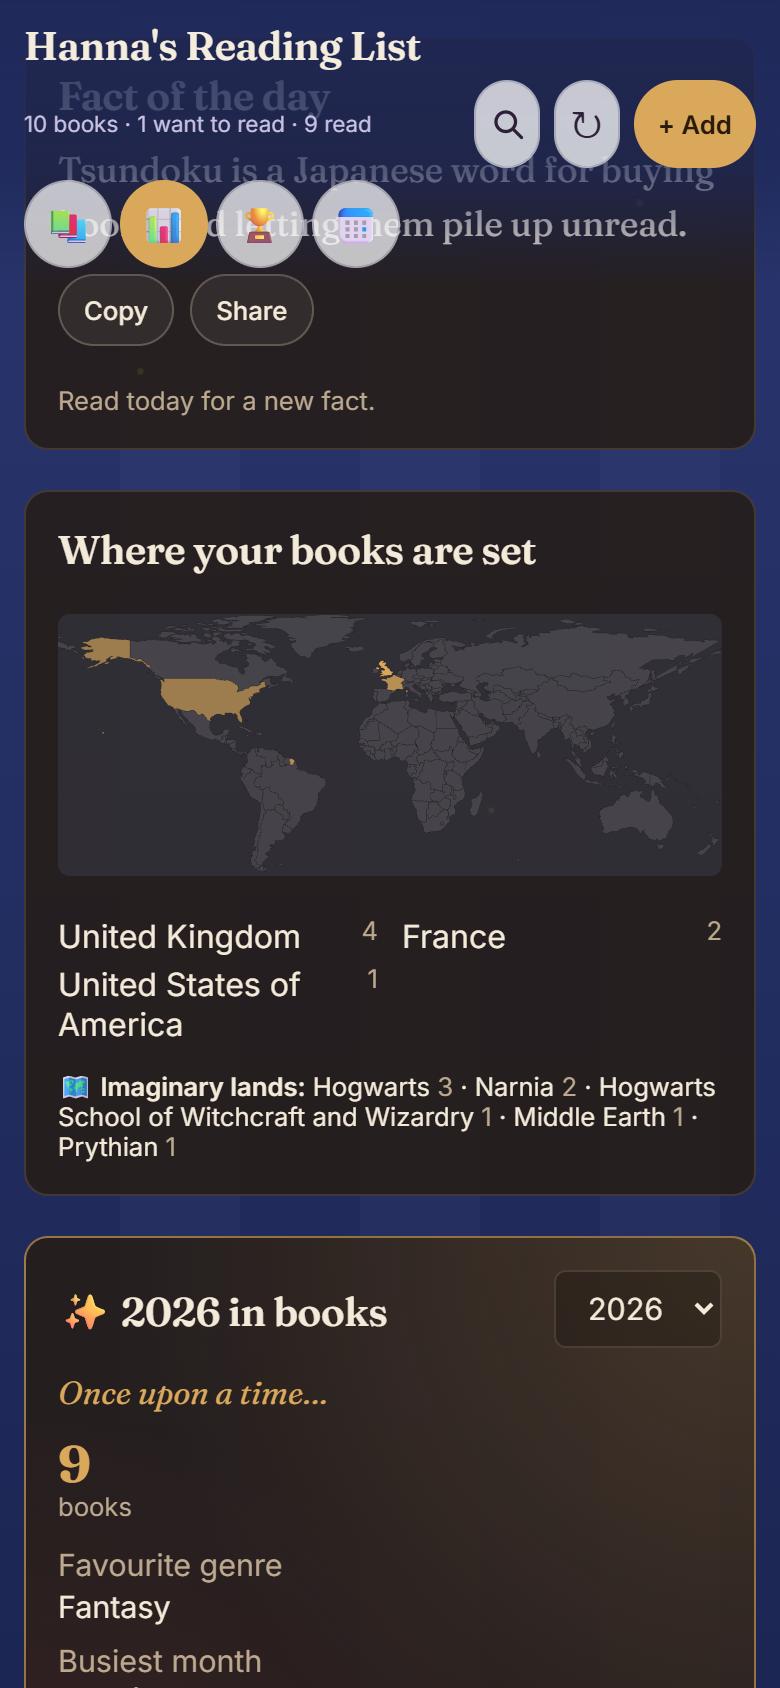 Hanna's Reading List
Fact of the day
10 books · 1 want to read · 9 read
+ Add
Tsundoku is a Japanese word for buying
letting them pile up unread.
Copy
Share
Read today for a new fact.
Where your books are set
United Kingdom 4 France 2
United States of 1
America
Imaginary lands: Hogwarts 3 · Narnia 2 · Hogwarts
School of Witchcraft and Wizardry 1 · Middle Earth 1 ·
Prythian 1
2026 in books
2026
Once upon a time...
9
books
Favourite genre
Fantasy
Busiest month